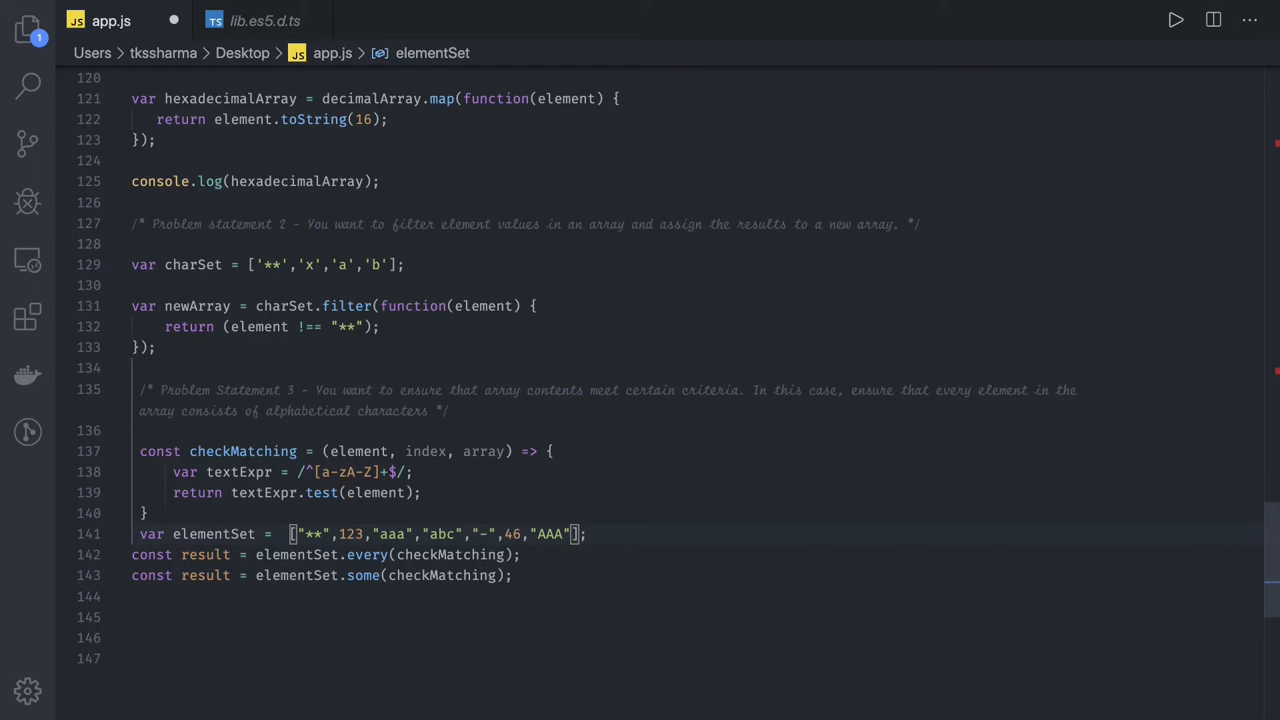 JS app.js
TS lib.es5.d.ts
1
Users > tkssharma > Desktop > JS app.js > elementSet
120
121 var hexadecimalArray = decimalArray.map(function(element) {
122 return element.toString(16);
123 });
124
125 console.log(hexadecimalArray);
126
127 /* Problem statement 2 - You want to filter element values in an array and assign the results to a new array. */
128
129 var charSet = ['**','x','a','b'];
130
131 var newArray = charSet.filter(function(element) {
132 return (element !== "**");
133 });
134
135 /* Problem Statement 3 - You want to ensure that array contents meet certain criteria. In this case, ensure that every element in the
array consists of alphabetical characters */
136
137 const checkMatching = (element, index, array) => {
138 var textExpr = /^[a-zA-Z]+$/;
139 return textExpr.test(element);
140 }
141 var elementSet = ["**",123,"aaa","abc","-",46,"AAA"];
142 const result = elementSet.every(checkMatching);
143 const result = elementSet.some(checkMatching);
144
145
146
147